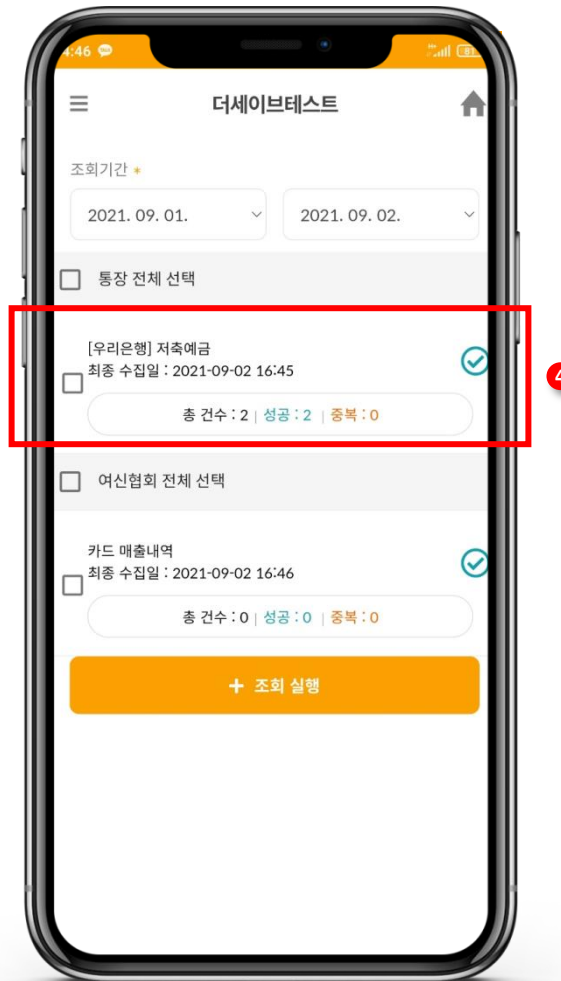 4:46
더세이브테스트
조회기간 *
2021. 09. 01. 2021. 09. 02.
통장 전체 선택
[우리은행] 저축예금
최종 수집일 : 2021-09-02 16:45
총 건수 : 2 | 성공 : 2 | 중복 : 0
4
여신협회 전체 선택
카드 매출내역
최종 수집일 : 2021-09-02 16:46
총 건수 : 0 | 성공 : 0 | 중복 : 0
+ 조회 실행